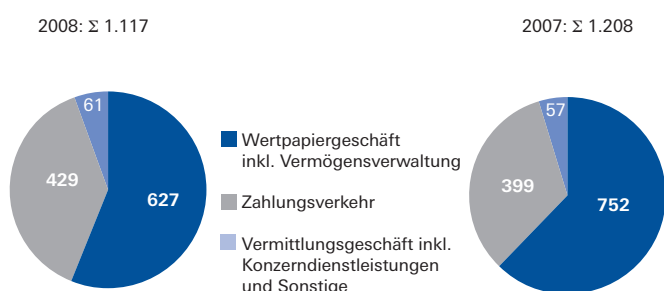 2008: Σ 1.117
2007: Σ 1.208
61
429
627
Wertpapiergeschäft
inkl. Vermögensverwaltung
Zahlungsverkehr
Vermittlungsgeschäft inkl.
Konzerndienstleistungen
und Sonstige
57
399
752